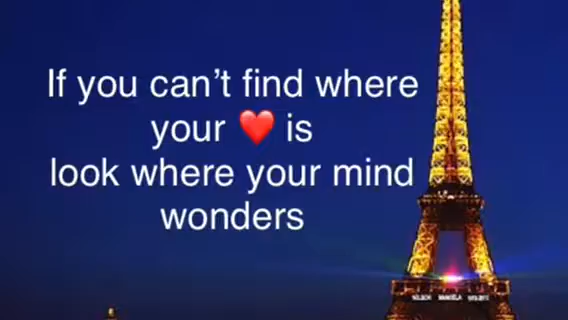 If you can’t find where
your ❤️ is
look where your mind
wonders